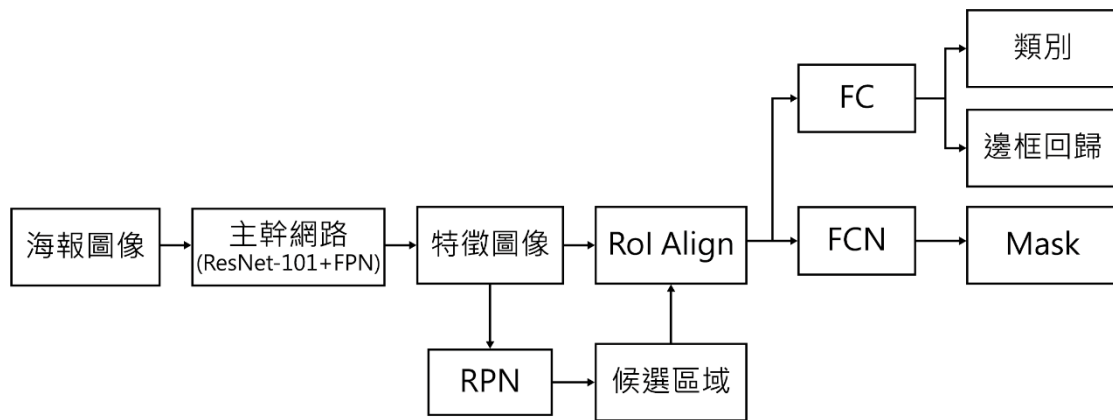 類別
FC
邊框回歸
海報圖像
主幹網路
(ResNet-101+FPN)
特徵圖像
RoI Align
FCN
Mask
RPN
候選區域